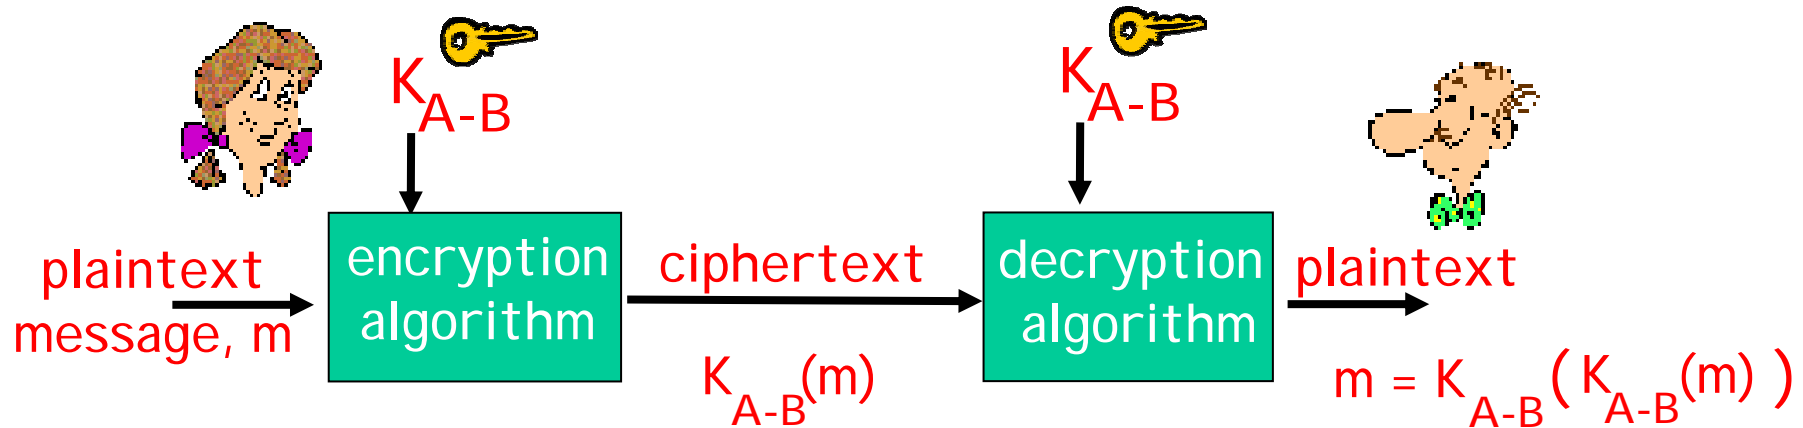 K A-B
K A-B
plaintext
message, m
encryption
algorithm
ciphertext
K A-B (m)
decryption
algorithm
plaintext
m = K A-B ( K A-B (m) )